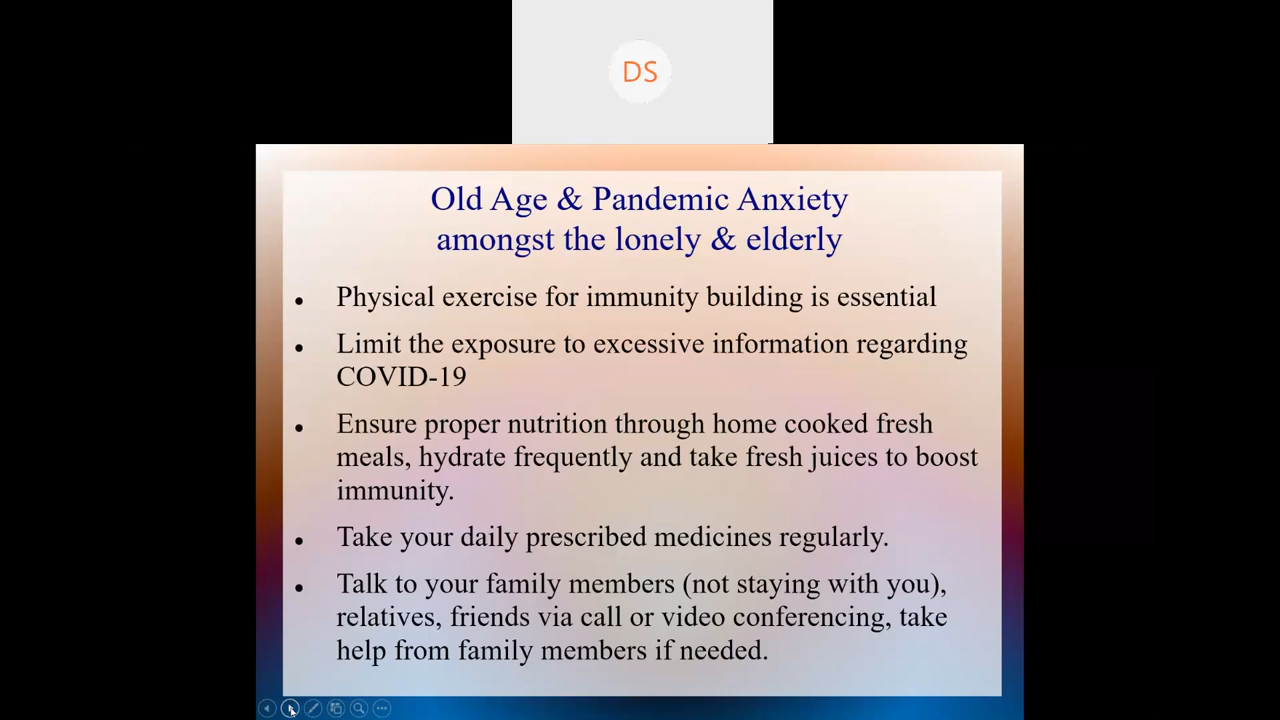 DS
Old Age & Pandemic Anxiety
amongst the lonely & elderly
• Physical exercise for immunity building is essential
• Limit the exposure to excessive information regarding
COVID-19
• Ensure proper nutrition through home cooked fresh
meals, hydrate frequently and take fresh juices to boost
immunity.
• Take your daily prescribed medicines regularly.
• Talk to your family members (not staying with you),
relatives, friends via call or video conferencing, take
help from family members if needed.